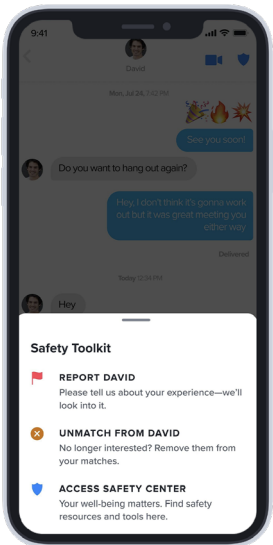 9:41
David
Mon, Jul 24, 1:42 PM
See you soon!
Do you want to hang out again?
Hey, I don't think it's gonna work
out but it was great meeting you
either way
Delivered
Today 12:34 PM
Hey
Safety Toolkit
REPORT DAVID
Please tell us about your experience—we'll
look into it.
UNMATCH FROM DAVID
No longer interested? Remove them from
your matches.
ACCESS SAFETY CENTER
Your well-being matters. Find safety
resources and tools here.